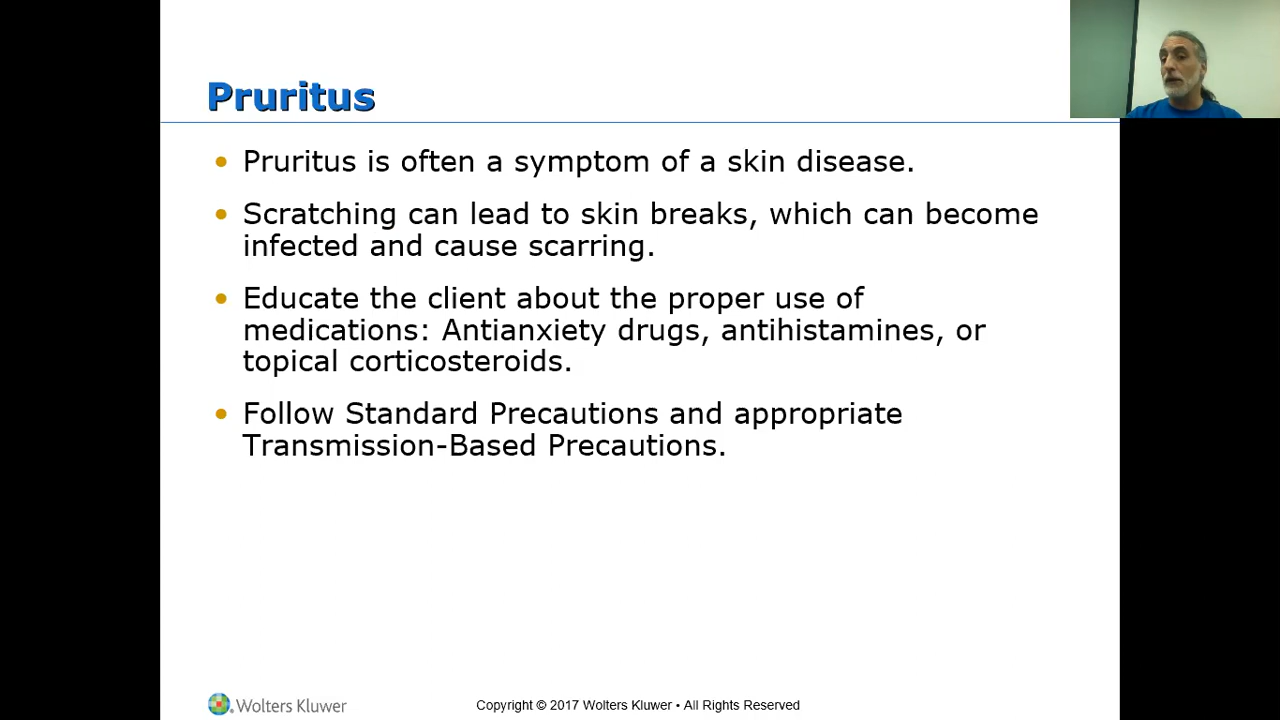 Pruritus
• Pruritus is often a symptom of a skin disease.
• Scratching can lead to skin breaks, which can become
infected and cause scarring.
• Educate the client about the proper use of
medications: Antianxiety drugs, antihistamines, or
topical corticosteroids.
• Follow Standard Precautions and appropriate
Transmission-Based Precautions.
Wolters Kluwer
Copyright © 2017 Wolters Kluwer • All Rights Reserved